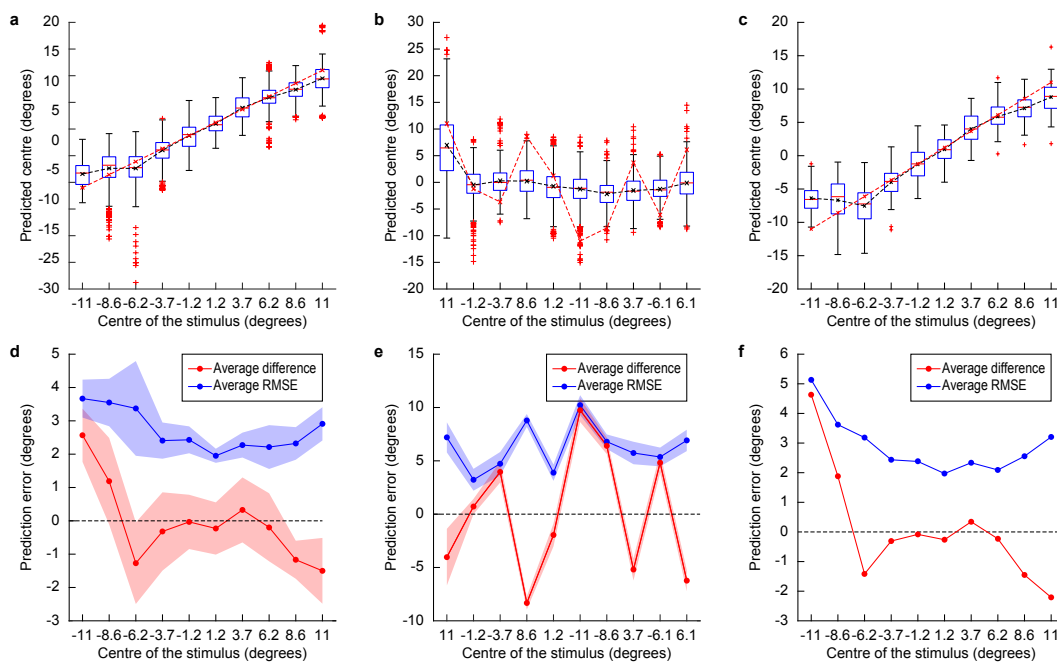 a
b
c
20
15
10
5
0
-5
-10
-15
-20
-25
-30
Predicted centre (degrees)
-11 -8.6 -6.2 -3.7 -1.2 1.2 3.7 6.2 8.6 11
Centre of the stimulus (degrees)
30
25
20
15
10
5
0
-5
-10
-15
-20
Predicted centre (degrees)
11 -1.2 -3.7 8.6 1.2 -11 -8.6 3.7 -6.1 6.1
Centre of the stimulus (degrees)
20
15
10
5
0
-5
-10
-15
-20
Predicted centre (degrees)
-11 -8.6 -6.2 -3.7 -1.2 1.2 3.7 6.2 8.6 11
Centre of the stimulus (degrees)
d
e
f
5
4
3
2
1
0
-1
-2
-3
Prediction error (degrees)
Average difference
Average RMSE
-11 -8.6 -6.2 -3.7 -1.2 1.2 3.7 6.2 8.6 11
Centre of the stimulus (degrees)
15
10
5
0
-5
-10
Prediction error (degrees)
Average difference
Average RMSE
11 -1.2 -3.7 8.6 1.2 -11 -8.6 3.7 -6.1 6.1
Centre of the stimulus (degrees)
6
5
4
3
2
1
0
-1
-2
-3
Prediction error (degrees)
Average difference
Average RMSE
-11 -8.6 -6.2 -3.7 -1.2 1.2 3.7 6.2 8.6 11
Centre of the stimulus (degrees)